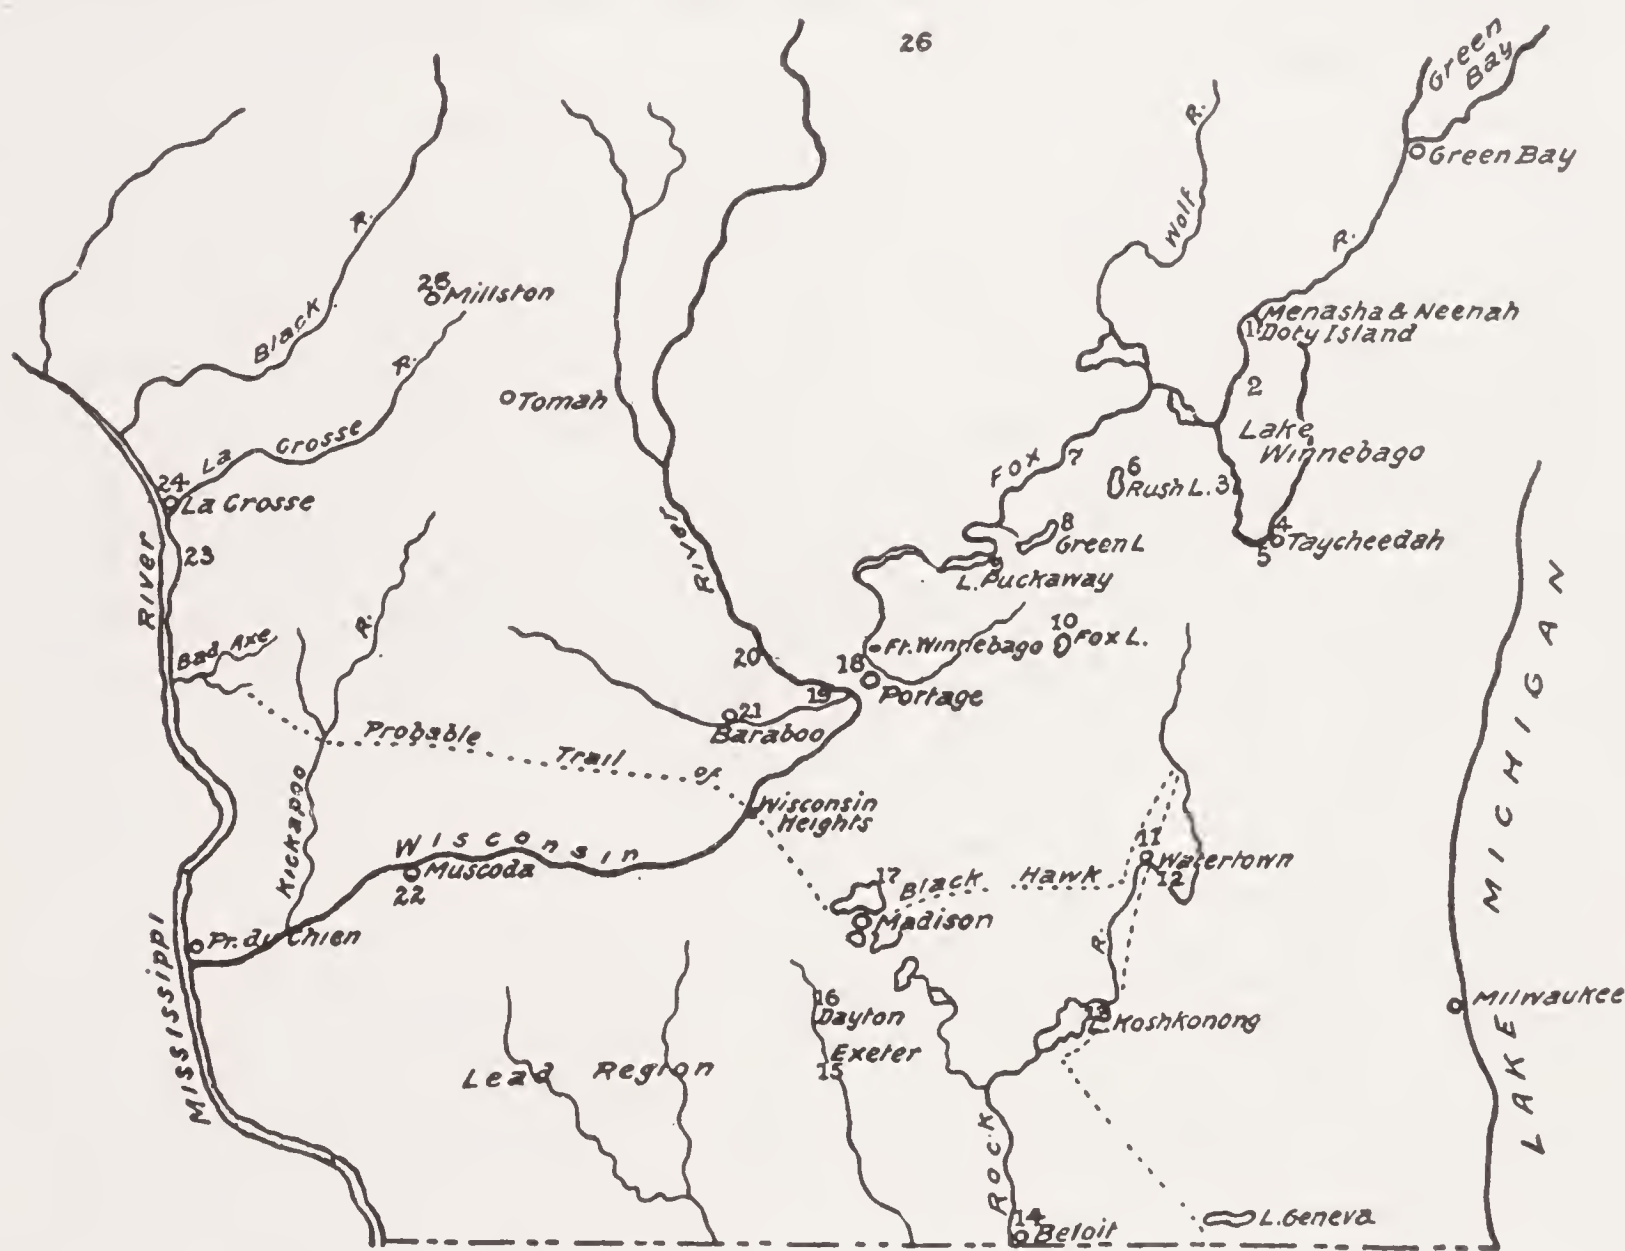 26
Green
Bay
Green Bay
R.
Wolf
R.
Menasha & Neenah
1 Doty Island
2
Lake
Winnebago
Black
R.
25
Millston
La Crosse
R.
Tomah
24
La Crosse
23
Fox 7
6
Rush L. 3
8
Green L
4
Taycheedah
5
9
L. Puckaway
10
Fox L.
Ft. Winnebago
18
Portage
River
20
19
21
Baraboo
Bad Axe
R.
Kickapoo
Probable
Trail
of
Wisconsin
Heights
Wisconsin
Muscoda
22
Pr. du Chien
17
Black
Hawk
11
Watertown
12
Madison
R.
13
Koshkonong
16
Dayton
Exeter
15
Lead
Region
Rock
14
Beloit
L. Geneva
Milwaukee
LAKE MICHIGAN
Mississippi
River